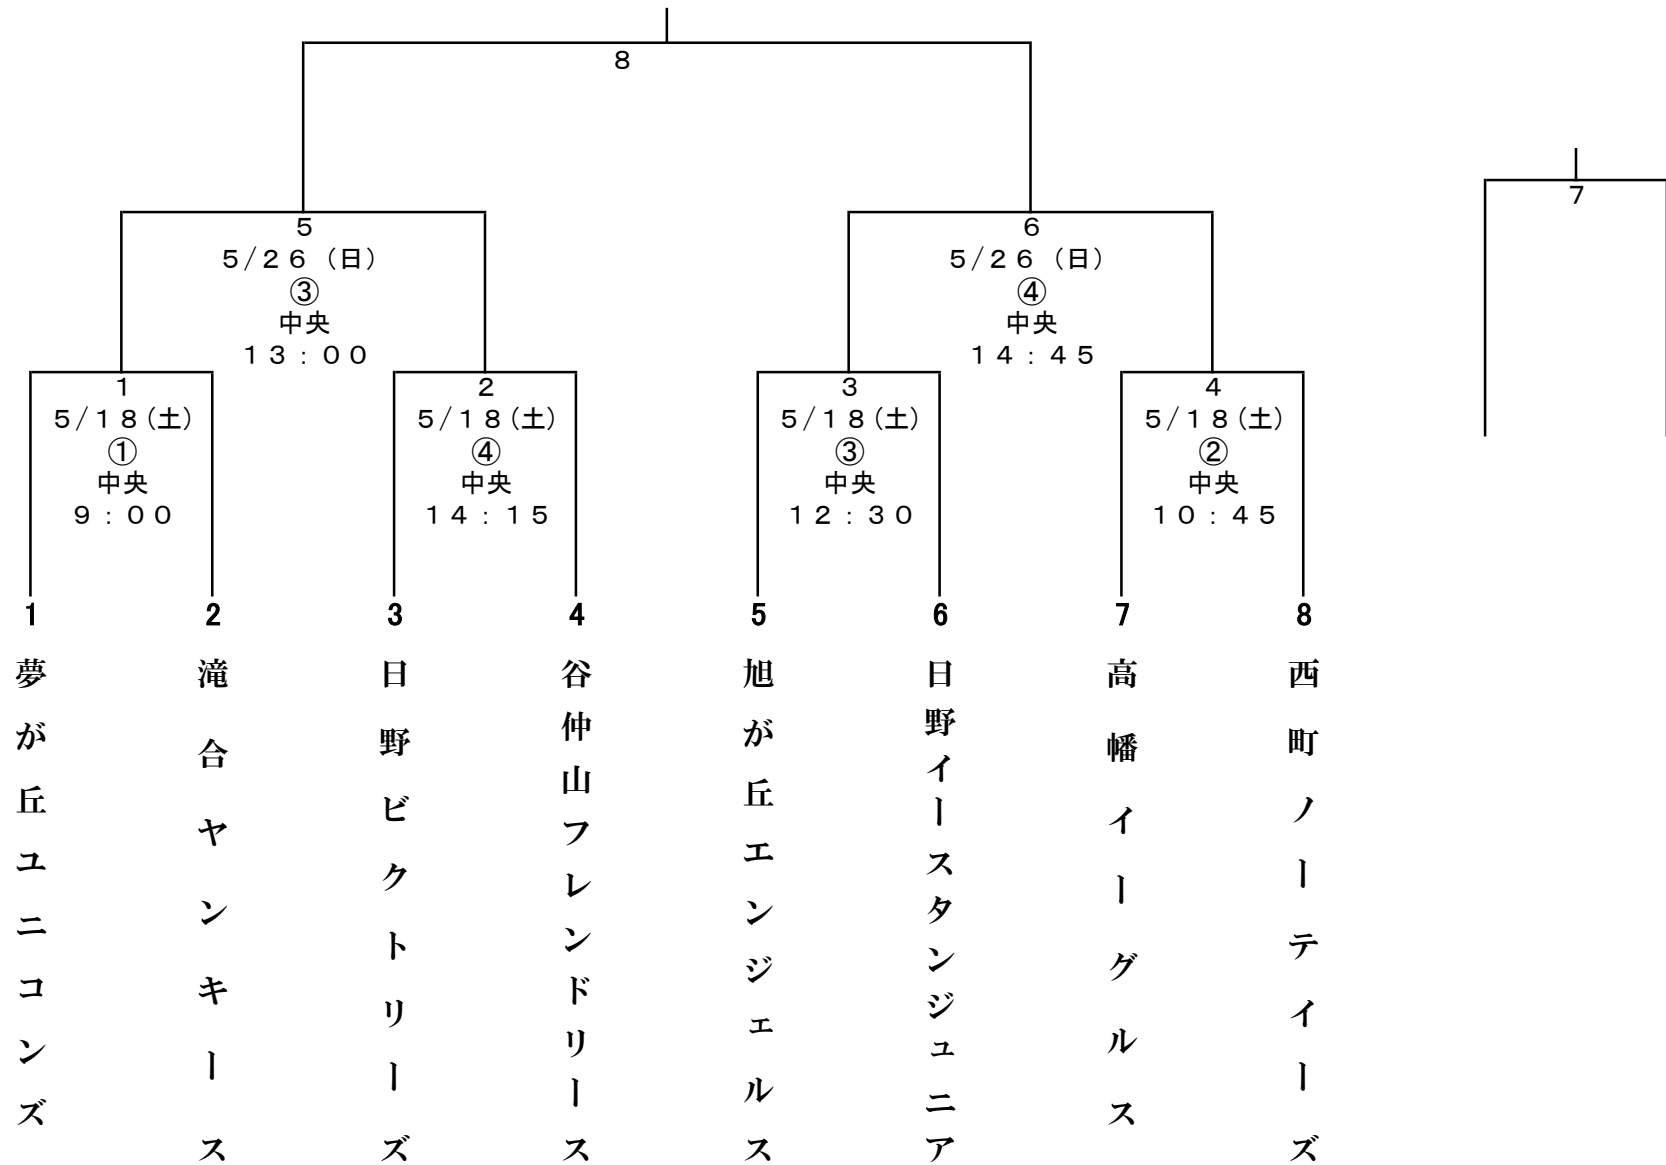 8
7
5
5/26（日）
③
中央
13：00
6
5/26（日）
④
中央
14：45
1
5/18(土)
①
中央
9：00
2
5/18(土)
④
中央
14：15
3
5/18(土)
③
中央
12：30
4
5/18(土)
②
中央
10：45
1
夢が丘ユニコンズ
2
滝合ヤンキース
3
日野ビクトリーズ
4
谷仲山フレンドリース
5
旭が丘エンジェルス
6
日野イースタンジュニア
7
高幡イーグルス
8
西町ノーティーズ